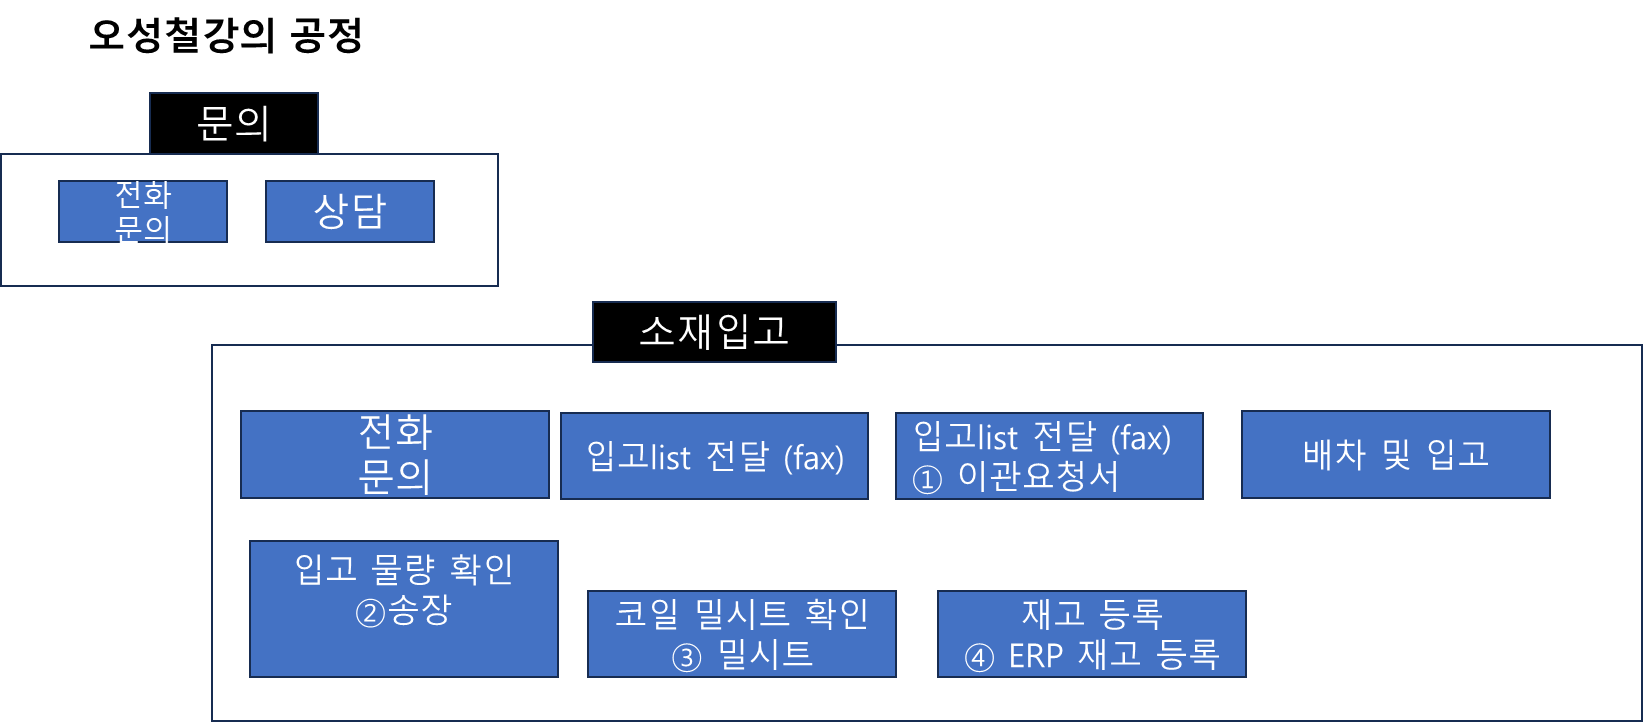 오성철강의 공정
문의
전화
문의
상담
소재입고
전화
문의
입고list 전달 (fax)
입고list 전달 (fax)
① 이관요청서
배차 및 입고
입고 물량 확인
②송장
코일 밀시트 확인
③ 밀시트
재고 등록
④ ERP 재고 등록